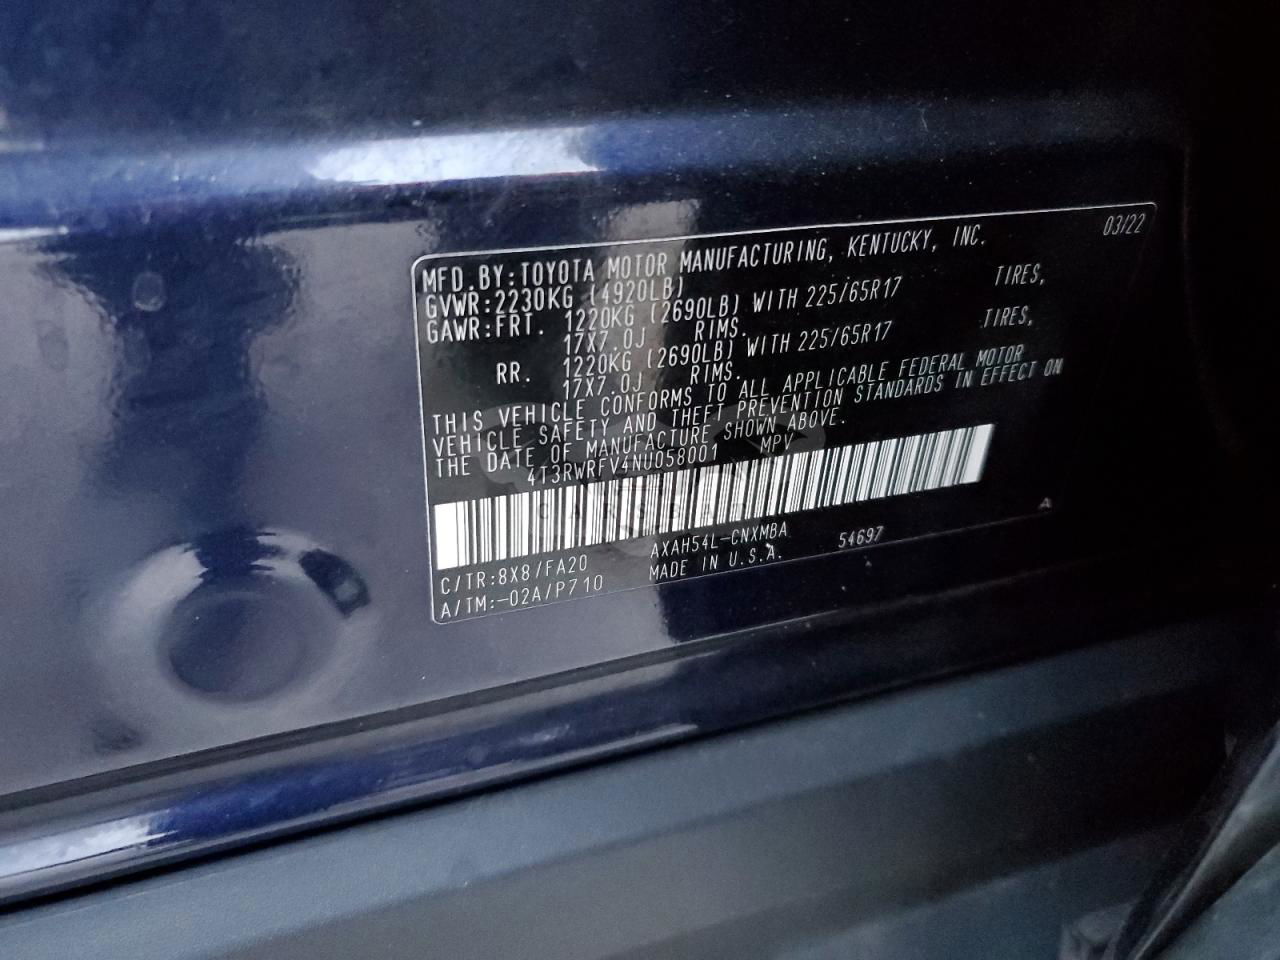 03/22
MFD.BY:TOYOTA MOTOR MANUFACTURING, KENTUCKY, INC.
GVWR:2230KG (4920LB)
GAWR:FRT. 1220KG (2690LB) WITH 225/65R17 TIRES,
17X7.0J RIMS.
RR. 1220KG (2690LB) WITH 225/65R17 TIRES,
17X7.0J RIMS.
THIS VEHICLE CONFORMS TO ALL APPLICABLE FEDERAL MOTOR
VEHICLE SAFETY AND THEFT PREVENTION STANDARDS IN EFFECT ON
THE DATE OF MANUFACTURE SHOWN ABOVE.
4T3RWRFV4NU058001 MPV
A
C/TR:8X8/FA20 AXAH54L-CNXMBA 54697
A/TM:-02A/P710 MADE IN U.S.A.